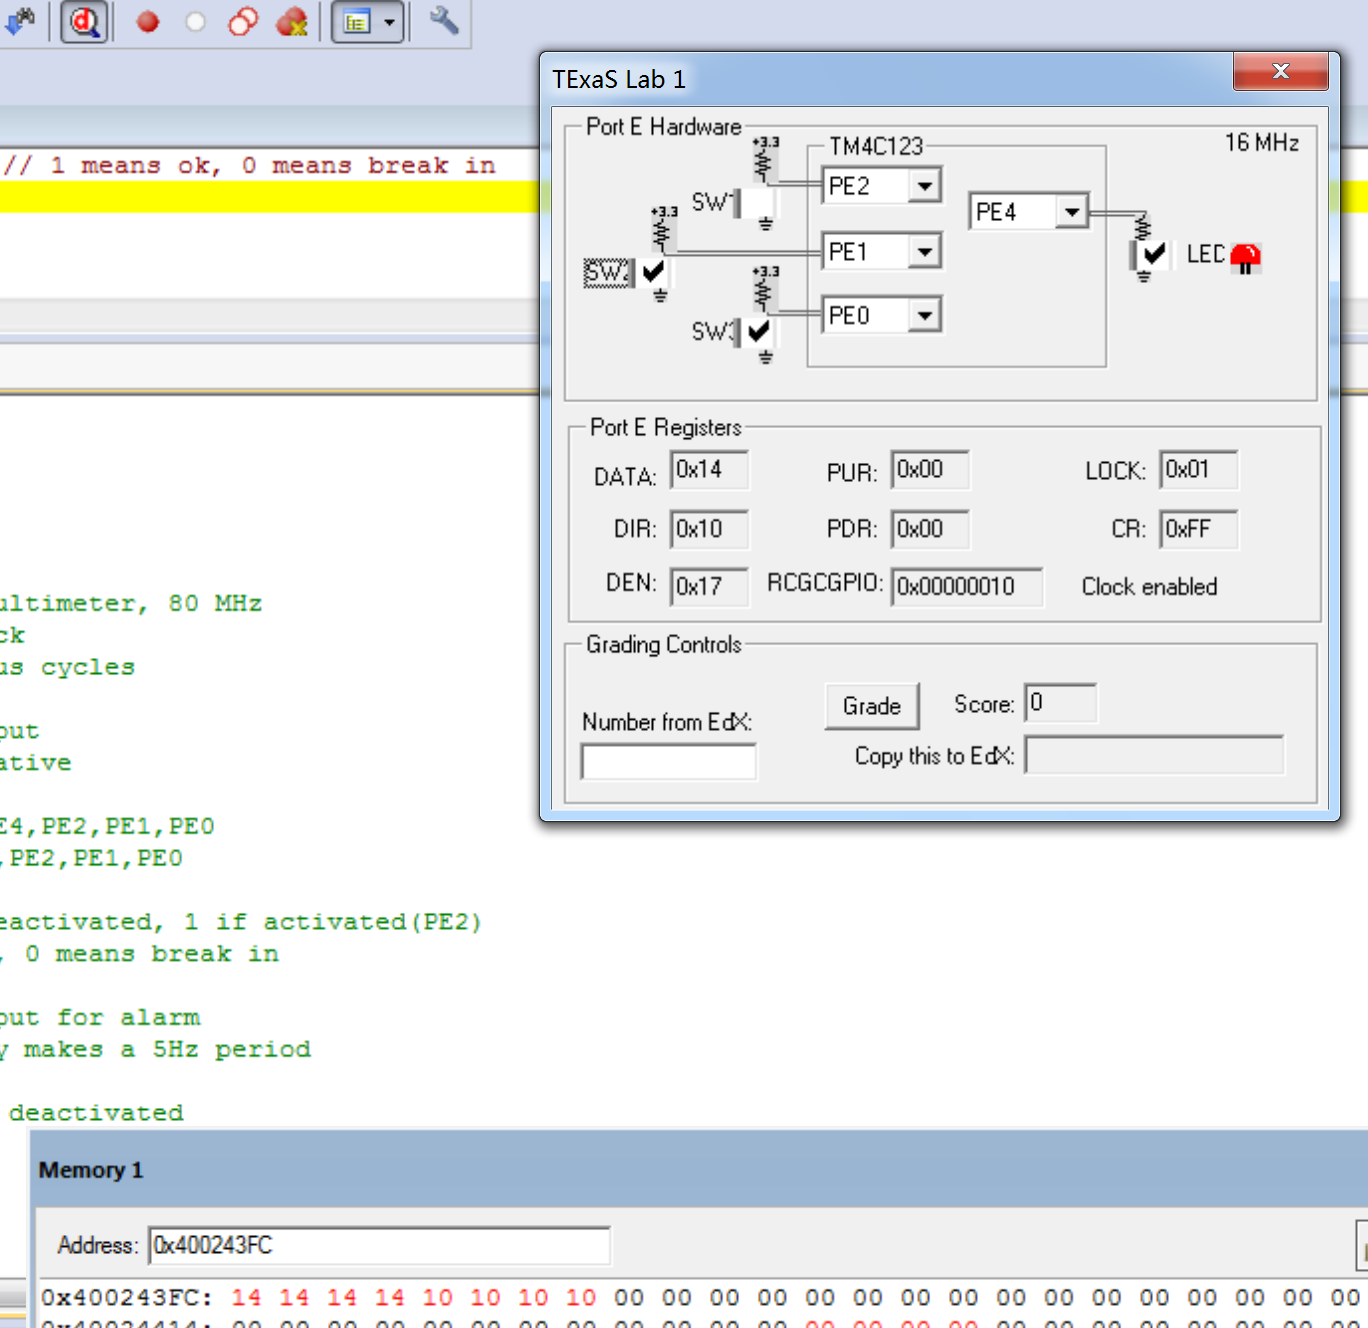 // 1 means ok, 0 means break in
TExaS Lab 1
Port E Hardware
16 MHz
TM4C123
+3.3
PE2
SW1
PE4
+3.3
PE1
LED
SW2
+3.3
PE0
SW3
Port E Registers
DATA: 0x14 PUR: 0x00 LOCK: 0x01
DIR: 0x10 PDR: 0x00 CR: 0xFF
DEN: 0x17 RCGCGPIO: 0x00000010 Clock enabled
Grading Controls
Grade Score: 0
Number from EdX:
Copy this to EdX:
ultimeter, 80 MHz
ck
us cycles
put
ative
E4,PE2,PE1,PE0
,PE2,PE1,PE0
eactivated, 1 if activated(PE2)
, 0 means break in
put for alarm
y makes a 5Hz period
deactivated
Memory 1
Address: 0x400243FC
0x400243FC: 14 14 14 14 10 10 10 10 00 00 00 00 00 00 00 00 00 00 00 00 00 00 00 00